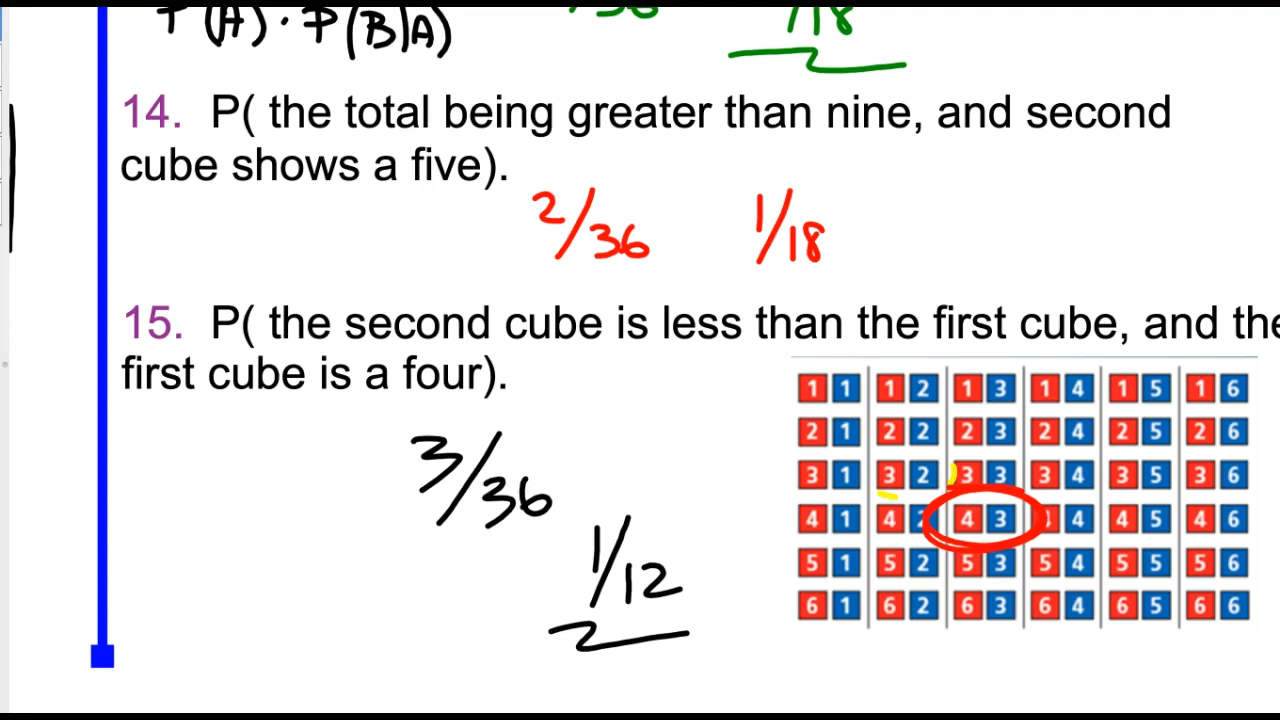 P(A) · P(B|A)
/36 1/18
14. P( the total being greater than nine, and second
cube shows a five).
2/36 1/18
15. P( the second cube is less than the first cube, and the
first cube is a four).
3/36
1/12
1 1 1 2 1 3 1 4 1 5 1 6
2 1 2 2 2 3 2 4 2 5 2 6
3 1 3 2 3 3 3 4 3 5 3 6
4 1 4 2 4 3 4 4 5 4 6
5 1 5 2 5 3 5 4 5 5 5 6
6 1 6 2 6 3 6 4 6 5 6 6